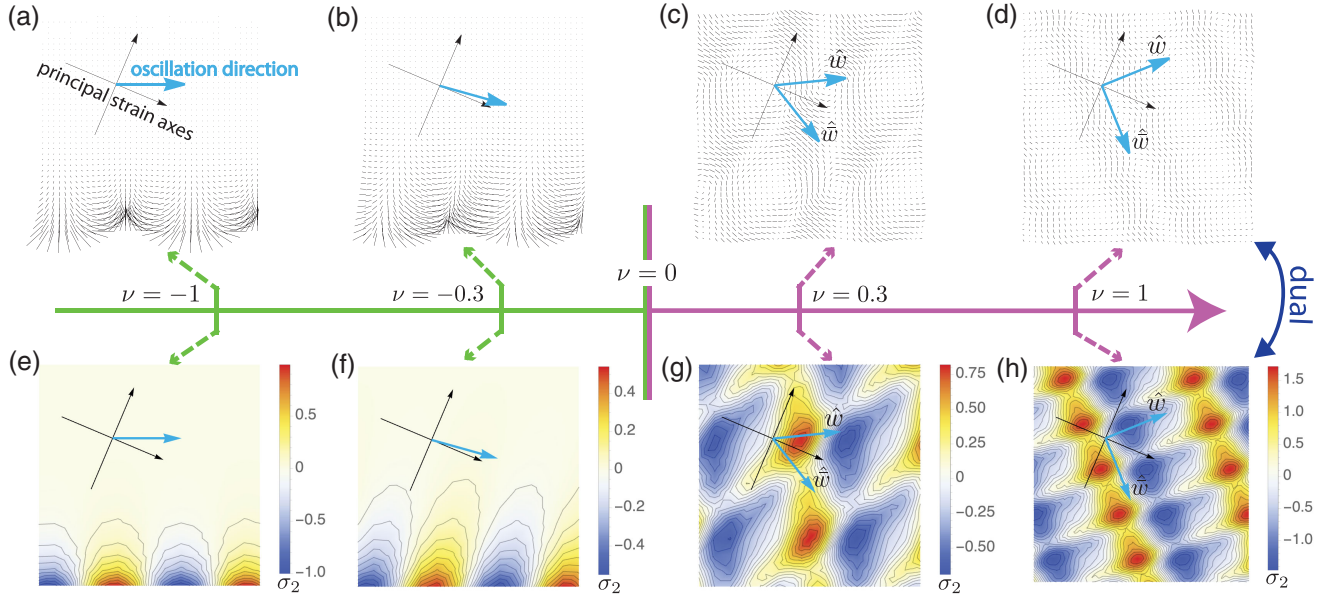 (a)
(b)
(c)
(d)
oscillation direction
principal strain axes
ŵ
w̄̂
ŵ
w̄̂
ν = −1
ν = −0.3
ν = 0
ν = 0.3
ν = 1
dual
(e)
(f)
(g)
(h)
0.5
0
−0.5
−1.0
σ₂
0.4
0.2
0
−0.2
−0.4
σ₂
ŵ
w̄̂
0.75
0.50
0.25
0
−0.25
−0.50
σ₂
ŵ
w̄̂
1.5
1.0
0.5
0
−0.5
−1.0
σ₂